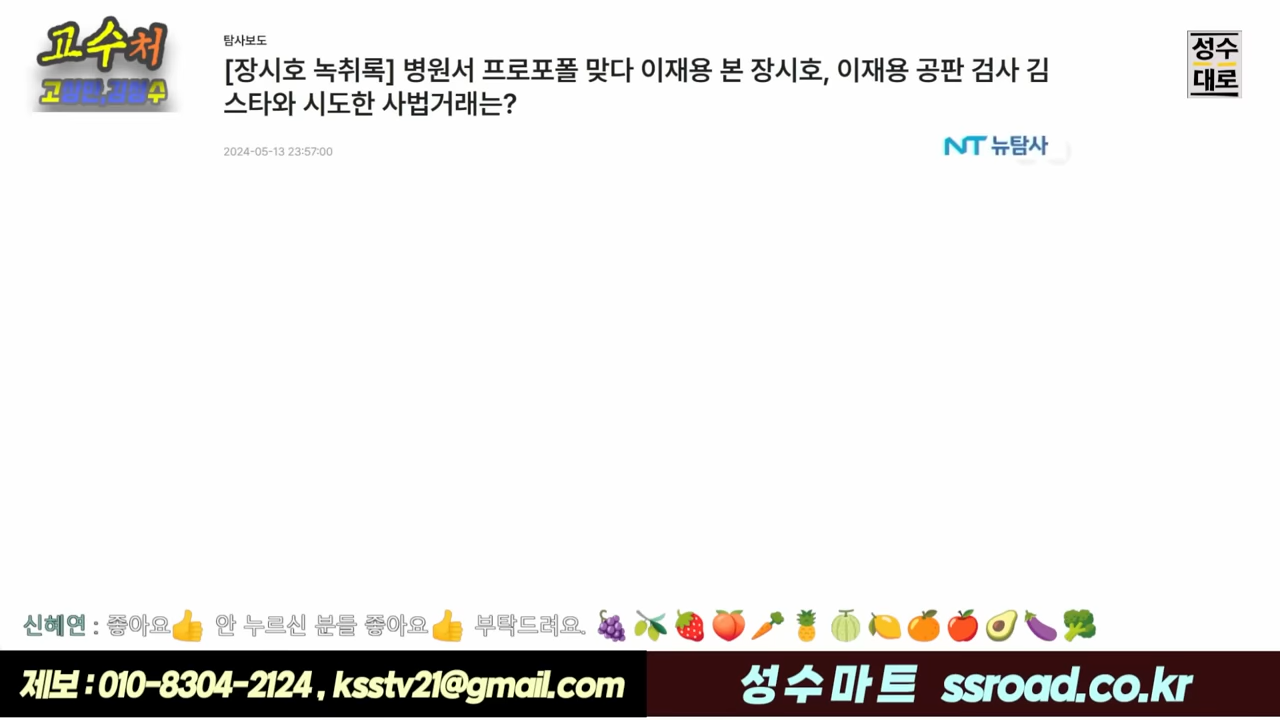 고수처
탐사보도
[장시호 녹취록] 병원서 프로포폴 맞다 이재용 본 장시호, 이재용 공판 검사 김
스타와 시도한 사법거래는?
2024-05-13 23:57:00
NT 뉴탐사
성수
대로
신혜연 : 좋아요👍 안 누르신 분들 좋아요👍 부탁드려요. 🍇🫒🍓🍑🥕🍍🍈🍋🍊🍎🥑🍆🥦
제보 : 010-8304-2124 , ksstv21@gmail.com
성수마트 ssroad.co.kr